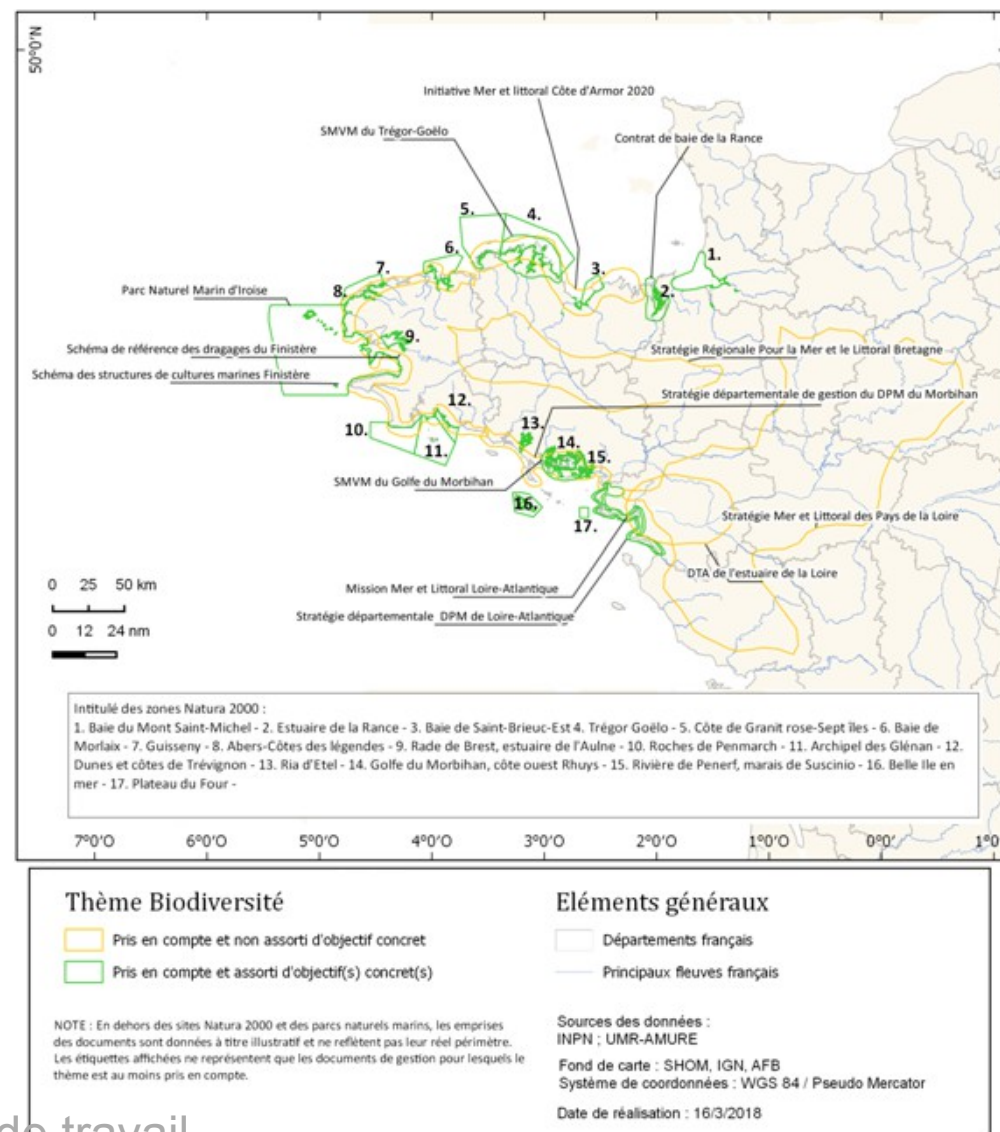 50°0'N
Initiative Mer et littoral Côte d'Armor 2020
SMVM du Trégor-Goëlo
Contrat de baie de la Rance
5.
4.
6.
1.
7.
3.
8.
2.
Parc Naturel Marin d'Iroise
9.
Schéma de référence des dragages du Finistère
Stratégie Régionale Pour la Mer et le Littoral Bretagne
Schéma des structures de cultures marines Finistère
Stratégie départementale de gestion du DPM du Morbihan
12.
10.
13.
11.
14.
15.
SMVM du Golfe du Morbihan
16.
17.
Stratégie Mer et Littoral des Pays de la Loire
DTA de l'estuaire de la Loire
Mission Mer et Littoral Loire-Atlantique
Stratégie départementale DPM de Loire-Atlantique
0 25 50 km
0 12 24 nm
Intitulé des zones Natura 2000 :
1. Baie du Mont Saint-Michel - 2. Estuaire de la Rance - 3. Baie de Saint-Brieuc-Est 4. Trégor Goëlo - 5. Côte de Granit rose-Sept îles - 6. Baie de
Morlaix - 7. Guisseny - 8. Abers-Côtes des légendes - 9. Rade de Brest, estuaire de l'Aulne - 10. Roches de Penmarch - 11. Archipel des Glénan - 12.
Dunes et côtes de Trévignon - 13. Ria d'Etel - 14. Golfe du Morbihan, côte ouest Rhuys - 15. Rivière de Penerf, marais de Suscinio - 16. Belle Ile en
mer - 17. Plateau du Four -
7°0'O 6°0'O 5°0'O 4°0'O 3°0'O 2°0'O 1°0'O 0°0'O 1°0
Thème Biodiversité
Pris en compte et non assorti d'objectif concret
Pris en compte et assorti d'objectif(s) concret(s)
NOTE : En dehors des sites Natura 2000 et des parcs naturels marins, les emprises
des documents sont données à titre illustratif et ne reflètent pas leur réel périmètre.
Les étiquettes affichées ne représentent que les documents de gestion pour lesquels le
thème est au moins pris en compte.
Eléments généraux
Départements français
Principaux fleuves français
Sources des données :
INPN ; UMR-AMURE
Fond de carte : SHOM, IGN, AFB
Système de coordonnées : WGS 84 / Pseudo Mercator
Date de réalisation : 16/3/2018
de travail